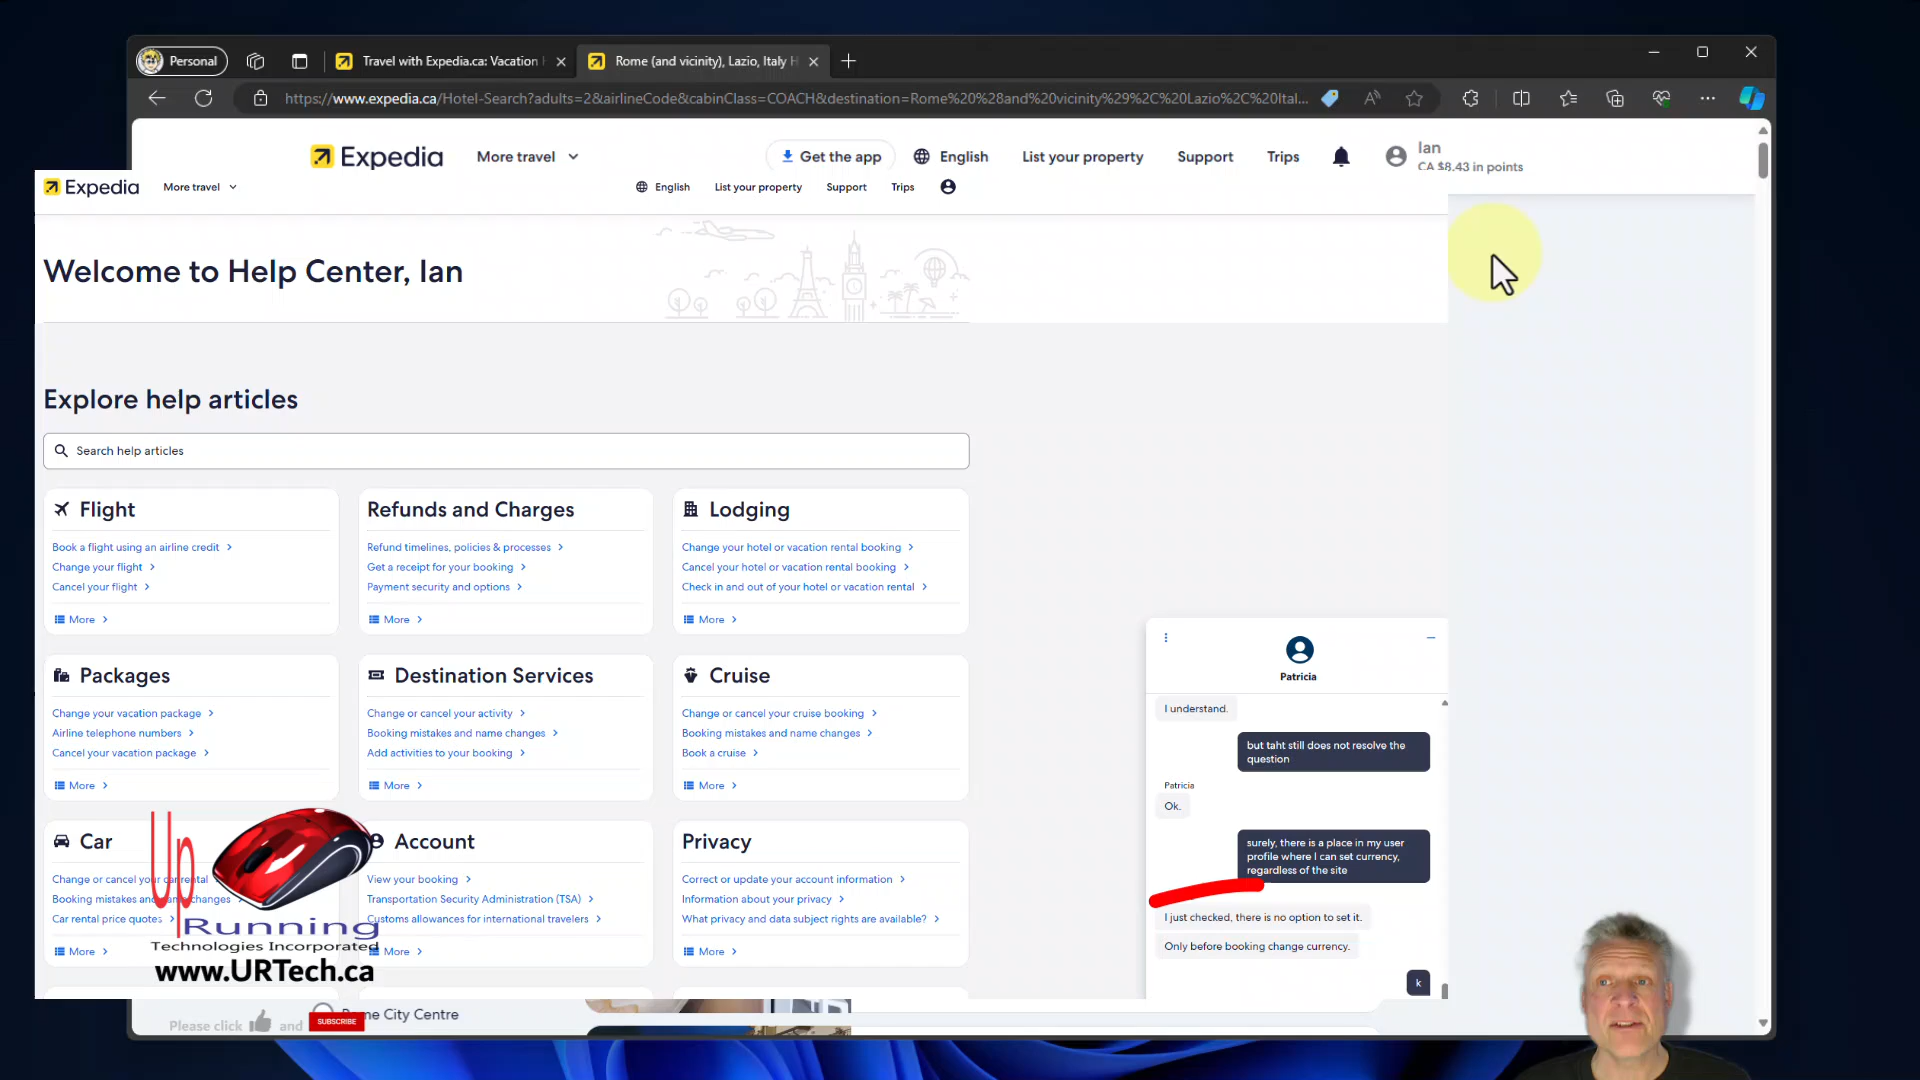 Personal
Travel with Expedia.ca: Vacation
Rome (and vicinity), Lazio, Italy H
https://www.expedia.ca/Hotel-Search?adults=2&airlineCode&cabinClass=COACH&destination=Rome%20%28and%20vicinity%29%2C%20Lazio%2C%20Ital...
Expedia
More travel
Get the app
English
List your property
Support
Trips
Ian
CA $8.43 in points
Expedia
More travel
English
List your property
Support
Trips
Welcome to Help Center, Ian
Explore help articles
Search help articles
Flight
Book a flight using an airline credit
Change your flight
Cancel your flight
More
Refunds and Charges
Refund timelines, policies & processes
Get a receipt for your booking
Payment security and options
More
Lodging
Change your hotel or vacation rental booking
Cancel your hotel or vacation rental booking
Check in and out of your hotel or vacation rental
More
Packages
Change your vacation package
Airline telephone numbers
Cancel your vacation package
More
Destination Services
Change or cancel your activity
Booking mistakes and name changes
Add activities to your booking
More
Cruise
Change or cancel your cruise booking
Booking mistakes and name changes
Book a cruise
More
Car
Change or cancel your car rental
Booking mistakes and name changes
Car rental price quotes
More
Account
View your booking
Transportation Security Administration (TSA)
Customs allowances for international travelers
More
Privacy
Correct or update your account information
Information about your privacy
What privacy and data subject rights are available?
More
Patricia
I understand.
but taht still does not resolve the
question
Patricia
Ok.
surely, there is a place in my user
profile where I can set currency,
regardless of the site
I just checked, there is no option to set it.
Only before booking change currency.
k
Up
Running
Technologies Incorporated
www.URTech.ca
Please click and SUBSCRIBE
City Centre